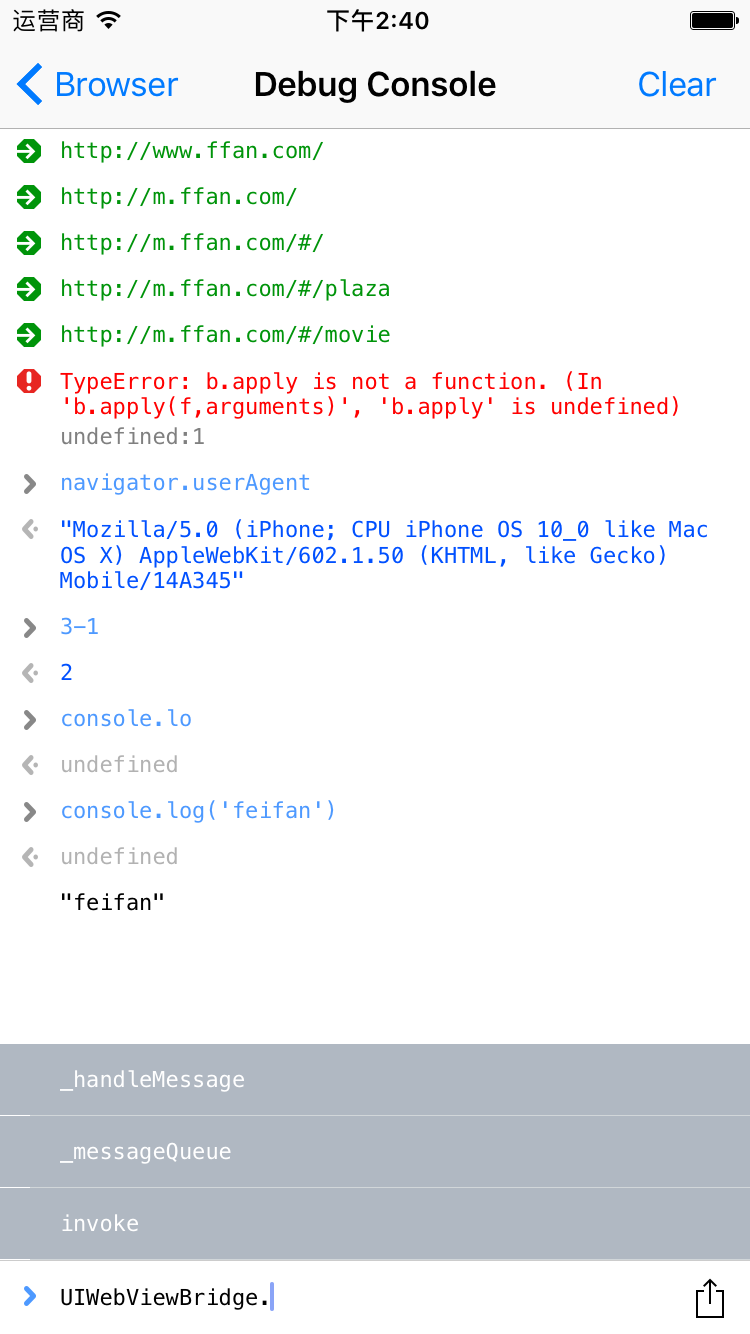 运营商
下午2:40
Browser
Debug Console
Clear
http://www.ffan.com/
http://m.ffan.com/
http://m.ffan.com/#/
http://m.ffan.com/#/plaza
http://m.ffan.com/#/movie
TypeError: b.apply is not a function. (In
'b.apply(f,arguments)', 'b.apply' is undefined)
undefined:1
navigator.userAgent
"Mozilla/5.0 (iPhone; CPU iPhone OS 10_0 like Mac
OS X) AppleWebKit/602.1.50 (KHTML, like Gecko)
Mobile/14A345"
3-1
2
console.lo
undefined
console.log('feifan')
undefined
"feifan"
_handleMessage
_messageQueue
invoke
UIWebViewBridge.